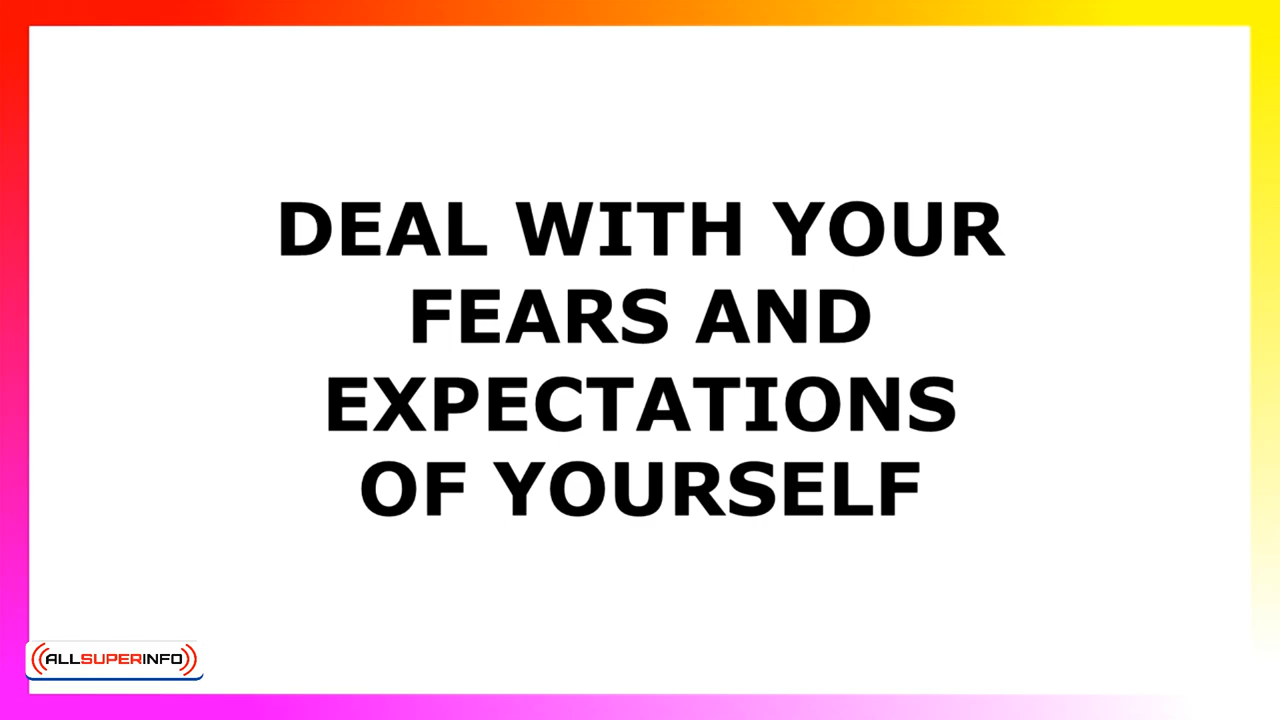 DEAL WITH YOUR
FEARS AND
EXPECTATIONS
OF YOURSELF
ALLSUPERINFO